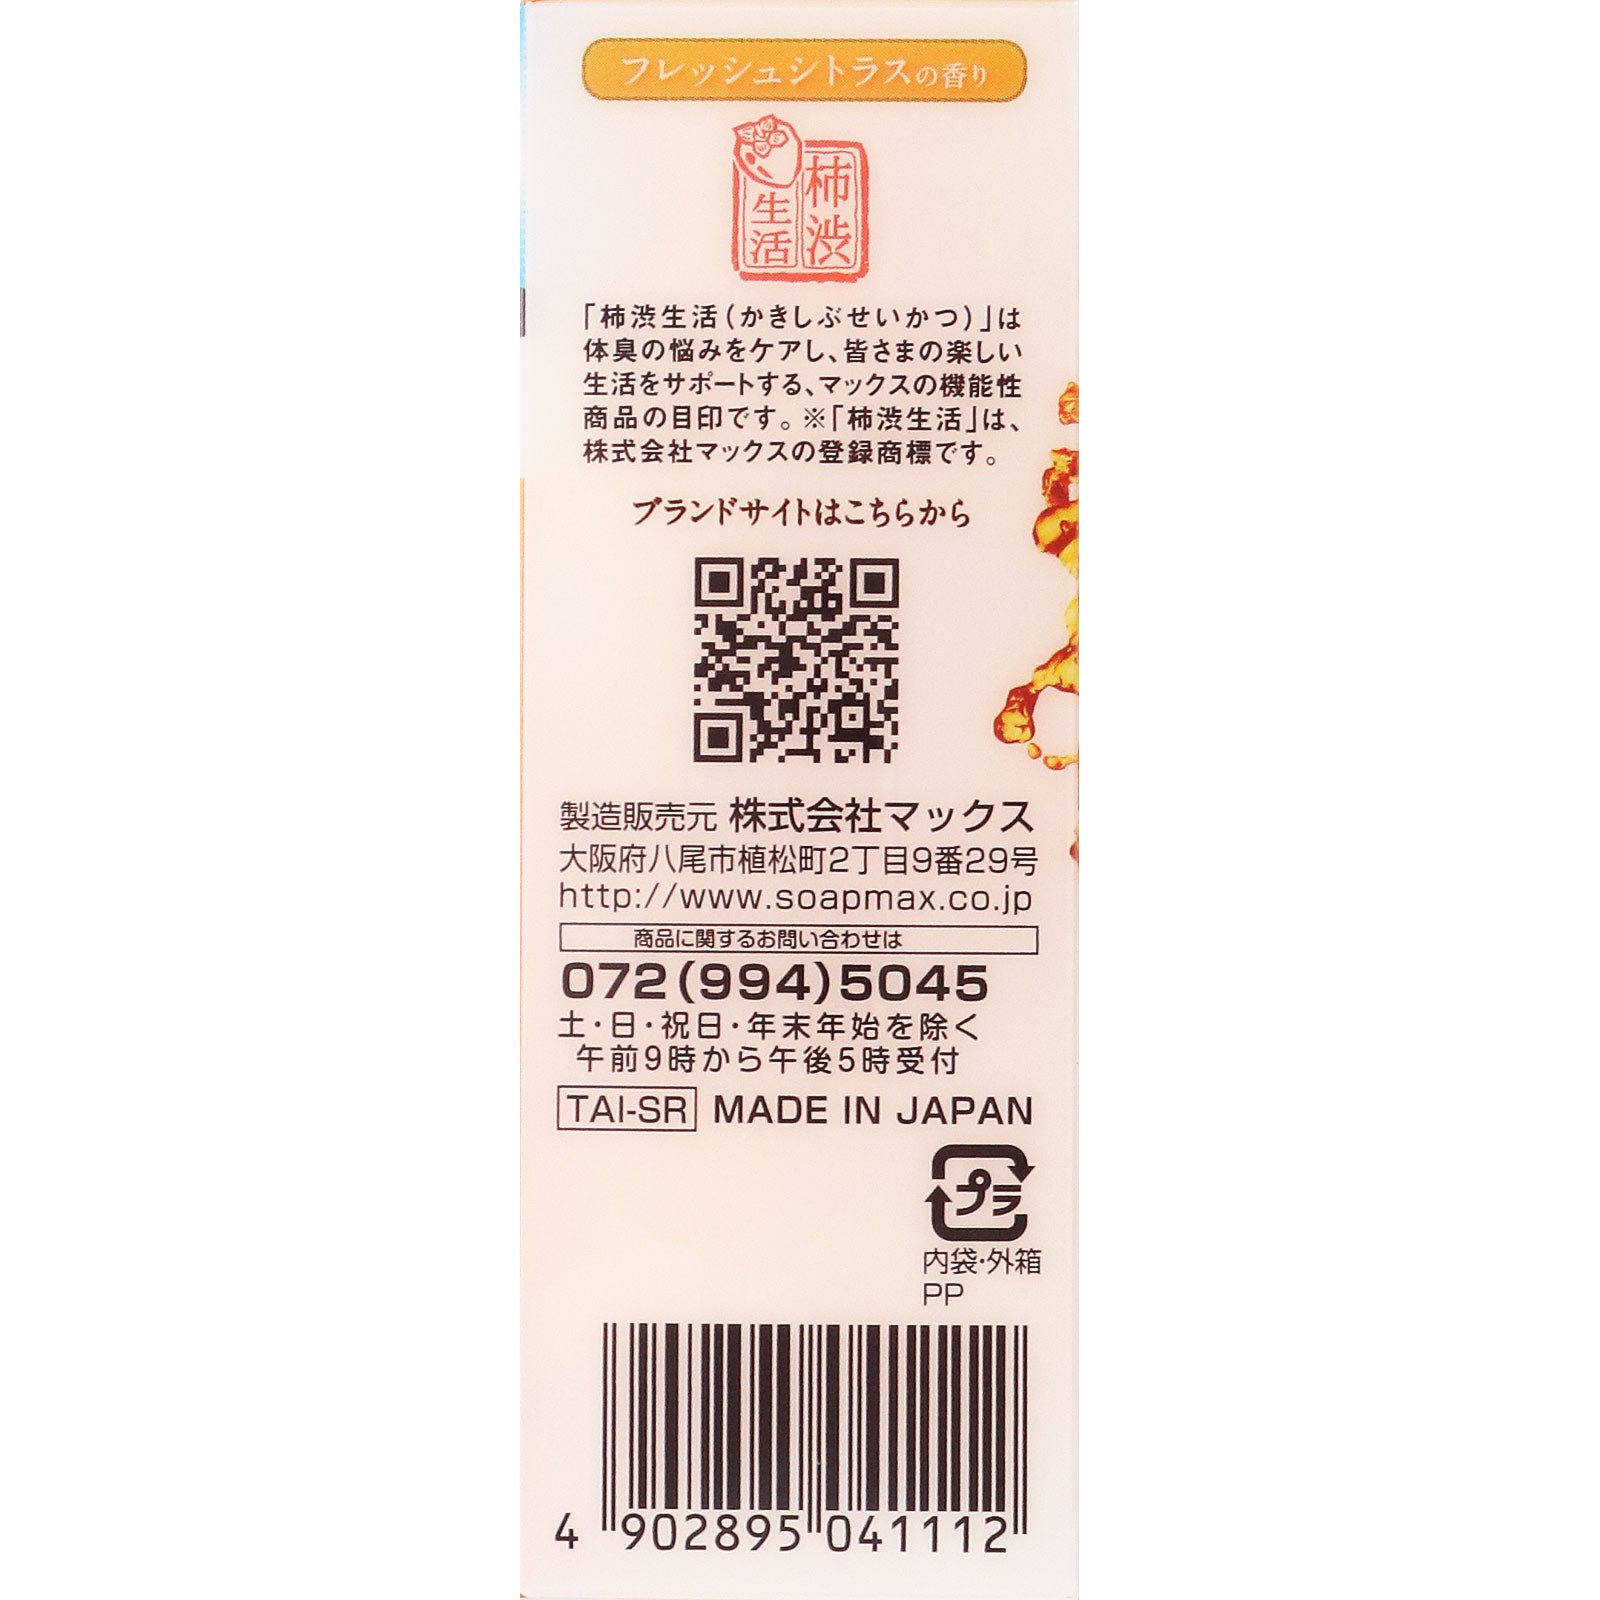 フレッシュシトラスの香り
柿渋
生活
「柿渋生活(かきしぶせいかつ)」は
体臭の悩みをケアし、皆さまの楽しい
生活をサポートする、マックスの機能性
商品の目印です。※「柿渋生活」は、
株式会社マックスの登録商標です。
ブランドサイトはこちらから
製造販売元 株式会社マックス
大阪府八尾市植松町2丁目9番29号
http://www.soapmax.co.jp
商品に関するお問い合わせは
072(994)5045
土・日・祝日・年末年始を除く
午前9時から午後5時受付
TAI-SR MADE IN JAPAN
プラ
内袋・外箱
PP
4 902895 041112